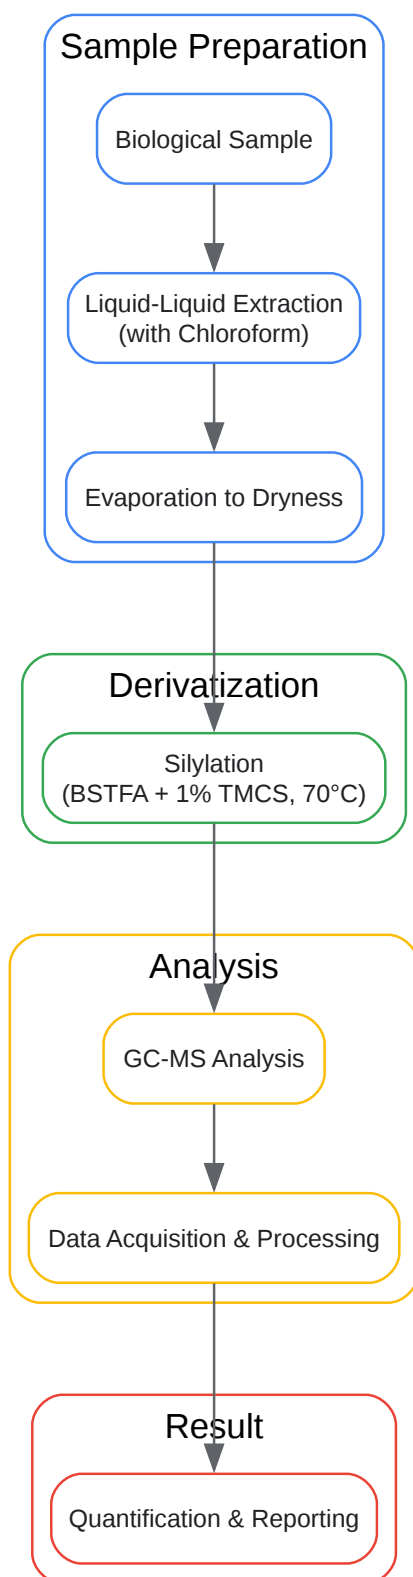 Sample Preparation
Biological Sample
Liquid-Liquid Extraction
(with Chloroform)
Evaporation to Dryness
Derivatization
Silylation
(BSTFA + 1% TMCS, 70°C)
Analysis
GC-MS Analysis
Data Acquisition & Processing
Result
Quantification & Reporting